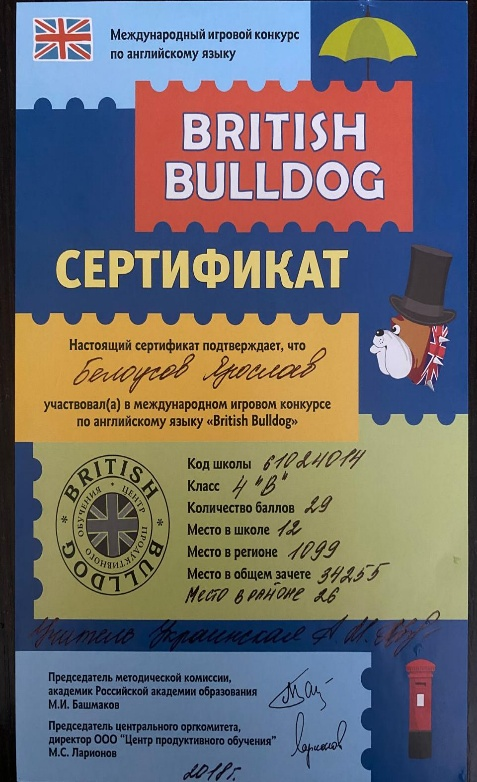 Международный игровой конкурс
по английскому языку
BRITISH
BULLDOG
СЕРТИФИКАТ
Настоящий сертификат подтверждает, что
Белоусов Ярослав
участвовал(а) в международном игровом конкурсе
по английскому языку «British Bulldog»
BRITISH
BULLDOG
ЦЕНТР ПРОДУКТИВНОГО ОБУЧЕНИЯ
Код школы 61024014
Класс 4 "В"
Количество баллов 29
Место в школе 12
Место в регионе 1099
Место в общем зачете 34255
Место в районе 26
Учитель Украинская А.И.
Председатель методической комиссии,
академик Российской академии образования
М.И. Башмаков
Председатель центрального оргкомитета,
директор ООО "Центр продуктивного обучения"
М.С. Ларионов
2018г.